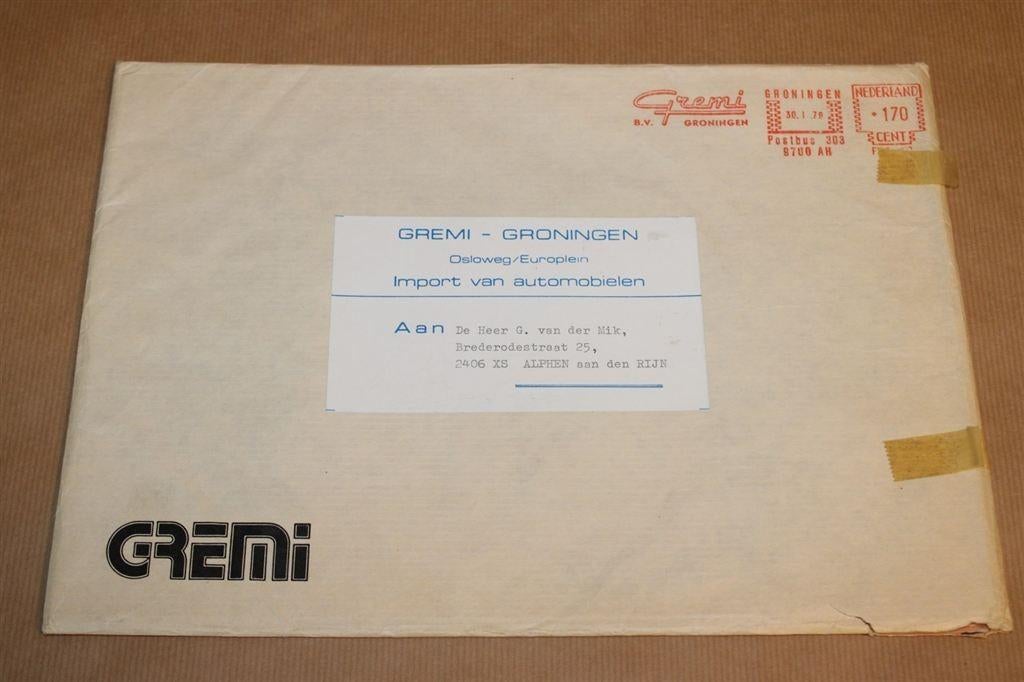 Gremi
B.V. GRONINGEN
GRONINGEN
30. I. 79
Postbus 303
9700 AH
NEDERLAND
170
CENT
GREMI - GRONINGEN
Osloweg/Europlein
Import van automobielen
Aan De Heer G. van der Mik,
Brederodestraat 25,
2406 XS ALPHEN aan den RIJN
GREMI